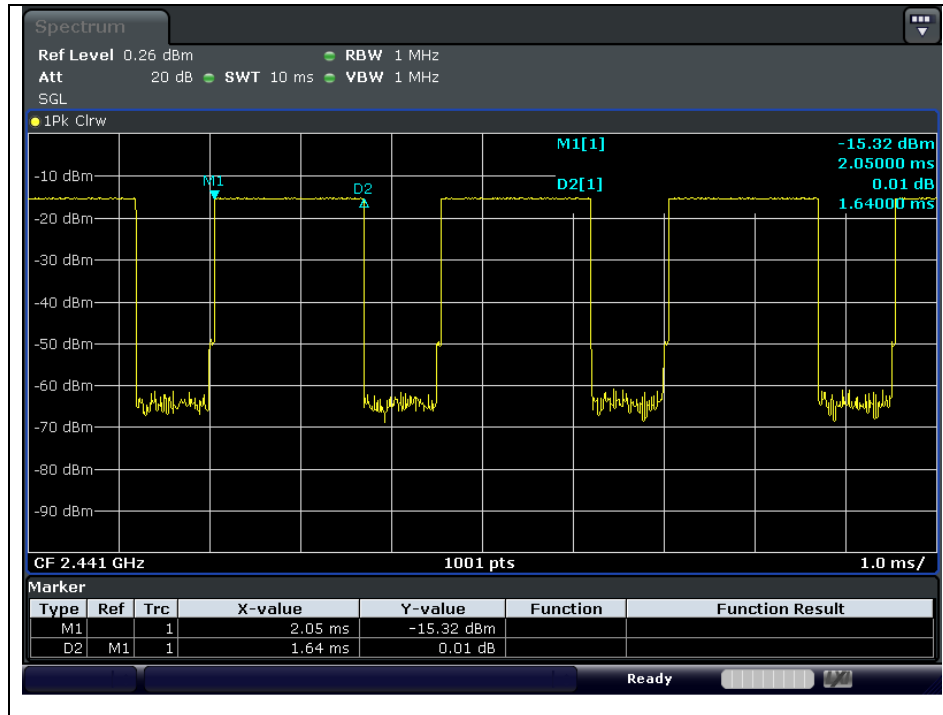 Spectrum
Ref Level 0.26 dBm RBW 1 MHz
Att 20 dB SWT 10 ms VBW 1 MHz
SGL
1Pk Clrw
M1[1] -15.32 dBm
2.05000 ms
-10 dBm
M1
D2
D2[1] 0.01 dB
1.64000 ms
-20 dBm
-30 dBm
-40 dBm
-50 dBm
-60 dBm
-70 dBm
-80 dBm
-90 dBm
CF 2.441 GHz 1001 pts 1.0 ms/
Marker
Type Ref Trc X-value Y-value Function Function Result
M1 1 2.05 ms -15.32 dBm
D2 M1 1 1.64 ms 0.01 dB
Ready